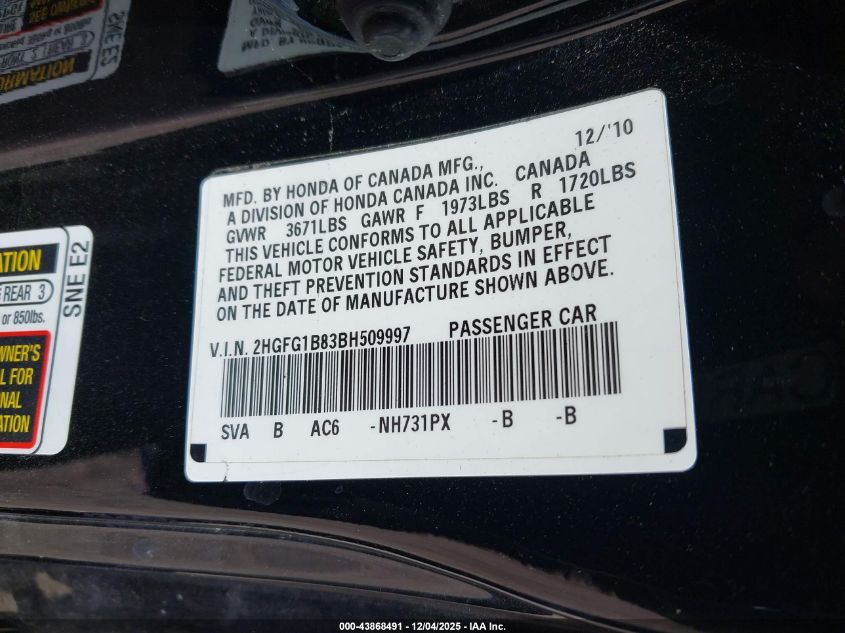 12/'10
MFD. BY HONDA OF CANADA MFG.,
A DIVISION OF HONDA CANADA INC. CANADA
GVWR 3671LBS GAWR F 1973LBS R 1720LBS
THIS VEHICLE CONFORMS TO ALL APPLICABLE
FEDERAL MOTOR VEHICLE SAFETY, BUMPER,
AND THEFT PREVENTION STANDARDS IN EFFECT
ON THE DATE OF MANUFACTURE SHOWN ABOVE.
V.I.N. 2HGFG1B83BH509997 PASSENGER CAR
SVA B AC6 -NH731PX -B -B
ATION
REAR 3
or 850lbs.
SNE E2
WNER'S
L FOR
NAL
ATION
000-43868491 - 12/04/2025 - IAA Inc.